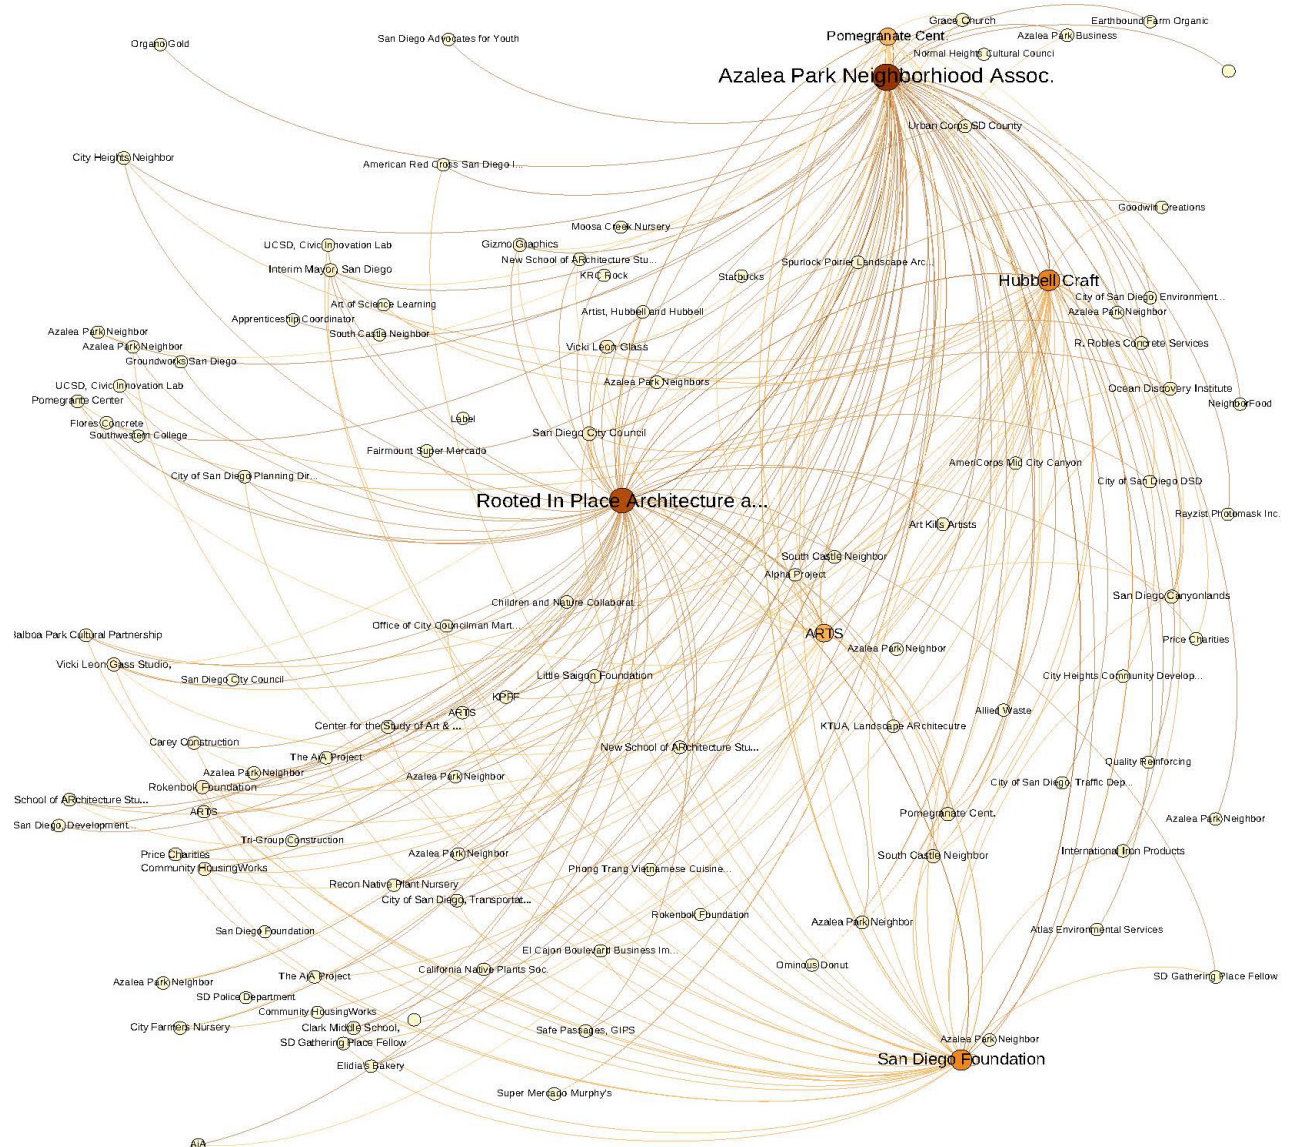 Grace Church
Earthbound Farm Organic
Pomegranate Cent.
Azalea Park Business
San Diego Advocates for Youth
Organo Gold
Normal Heights Cultural Counci
Azalea Park Neighborhiood Assoc.
Urban Corps SD County
City Heights Neighbor
American Red Cross San Diego I...
Goodwin Creations
Moosa Creek Nursery
UCSD, Civic Innovation Lab
Gizmo Graphics
New School of ARchitecture Stu...
Spurlock Poirier Landscape Arc...
Interim Mayor, San Diego
KRC Rock
Starbucks
Hubbell Craft
City of San Diego, Environment...
Art of Science Learning
Artist, Hubbell and Hubbell
Azalea Park Neighbor
Apprenticeship Coordinator
Azalea Park Neighbor
South Castle Neighbor
R. Robles Concrete Services
Azalea Park Neighbor
Vicki Leon Glass
Groundworks San Diego
UCSD, Civic Innovation Lab
Azalea Park Neighbors
Ocean Discovery Institute
Pomegrante Center
NeighborFood
Flores Concrete
Label
Southwestern College
San Diego City Council
Fairmount Super Mercado
AmeriCorps Mid City Canyon
City of San Diego Planning Dir...
City of San Diego DSD
Rooted In Place Architecture a...
Rayzist Photomask Inc.
Art Kills Artists
South Castle Neighbor
Alpha Project
San Diego Canyonlands
Children and Nature Collaborat...
Office of City Councilman Mart...
ARTS
Balboa Park Cultural Partnership
Price Charities
Azalea Park Neighbor
Vicki Leon Gass Studio,
San Diego City Council
Little Saigon Foundation
City Heights Community Develop...
KPFF
ARTS
Allied Waste
Center for the Study of Art & ...
KTUA, Landscape ARchitecutre
Carey Construction
New School of ARchitecture Stu...
The AjA Project
Quality Reinforcing
Azalea Park Neighbor
Azalea Park Neighbor
City of San Diego, Traffic Dep...
Rokenbok Foundation
School of ARchitecture Stu...
ARTS
Pomegranate Cent.
San Diego, Development...
Azalea Park Neighbor
Tri-Group Construction
Price Charities
Azalea Park Neighbor
South Castle Neighbor
International Iron Products
Community HousingWorks
Phong Trang Vietnamese Cuisine...
Recon Native Plant Nursery
City of San Diego, Transportat...
Rokenbok Foundation
Azalea Park Neighbor
San Diego Foundation
Atlas Environmental Services
El Cajon Boulevard Business Im...
Ominous Donut
The AjA Project
California Native Plants Soc.
SD Gathering Place Fellow
Azalea Park Neighbor
SD Police Department
Community HousingWorks
City Farmers Nursery
Clark Middle School,
Safe Passages, GIPS
SD Gathering Place Fellow
Azalea Park Neighbor
San Diego Foundation
Elidia's Bakery
Super Mercado Murphy's
AjA